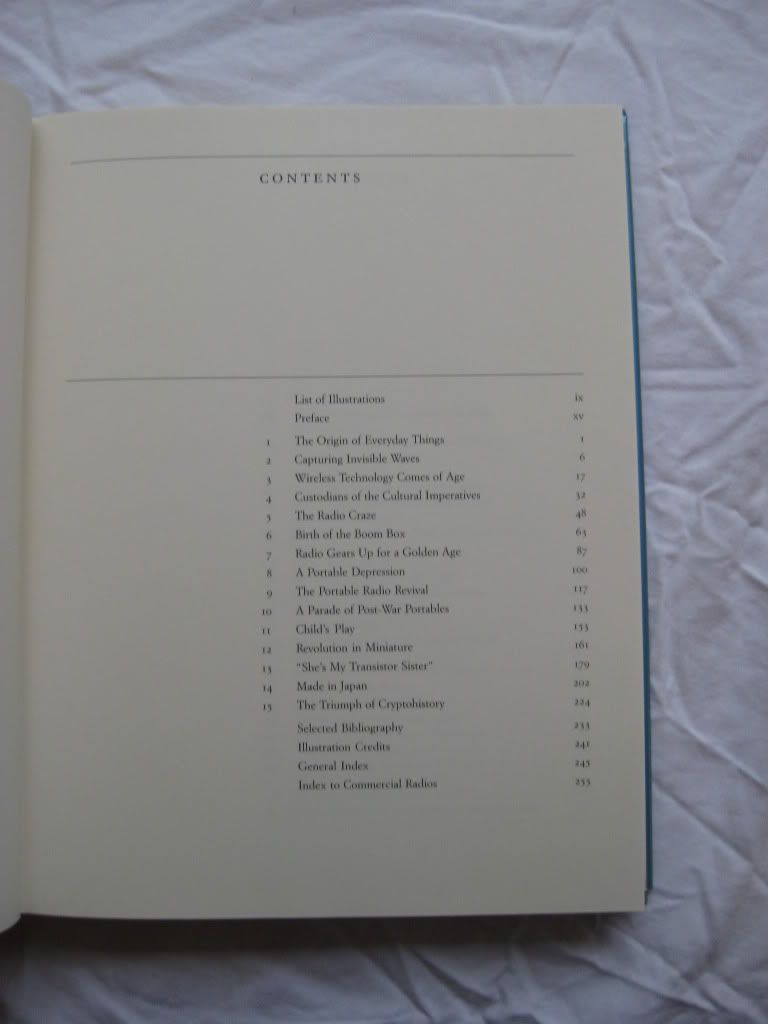 CONTENTS
List of Illustrations ix
Preface xv
1 The Origin of Everyday Things 1
2 Capturing Invisible Waves 6
3 Wireless Technology Comes of Age 17
4 Custodians of the Cultural Imperatives 32
5 The Radio Craze 48
6 Birth of the Boom Box 63
7 Radio Gears Up for a Golden Age 87
8 A Portable Depression 100
9 The Portable Radio Revival 117
10 A Parade of Post-War Portables 133
11 Child's Play 153
12 Revolution in Miniature 161
13 "She's My Transistor Sister" 179
14 Made in Japan 202
15 The Triumph of Cryptohistory 224
Selected Bibliography 233
Illustration Credits 241
General Index 245
Index to Commercial Radios 255